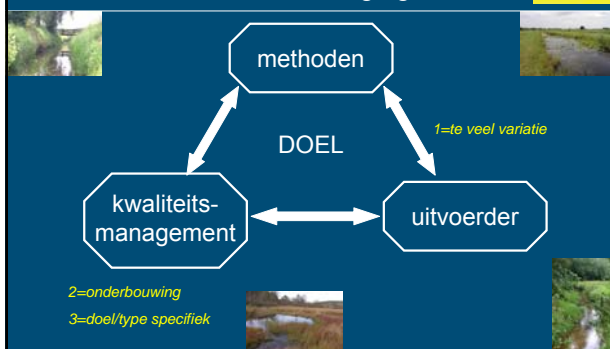 methoden
DOEL
1=te veel variatie
kwaliteits-
management
uitvoerder
2=onderbouwing
3=doel/type specifiek